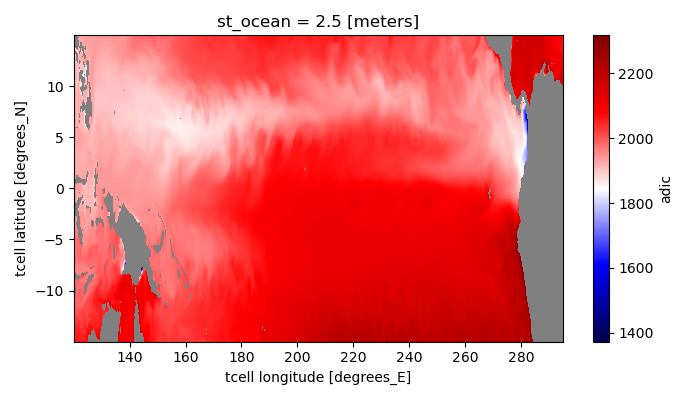 st_ocean = 2.5 [meters]
10
5
0
−5
−10
tcell latitude [degrees_N]
140 160 180 200 220 240 260 280
tcell longitude [degrees_E]
2200
2000
1800
1600
1400
adic